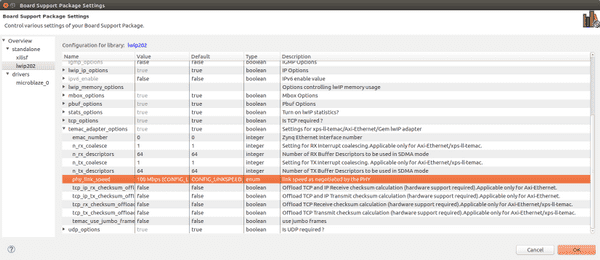 Board Support Package Settings
Board Support Package Settings
Control various settings of your Board Support Package.
Overview
standalone
xilisf
lwip202
drivers
microblaze_0
Configuration for library: lwip202
Name Value Default Type Description
igmp_options false false boolean IGMP Options
lwip_ip_options true true boolean IP Options
ipv6_enable false false boolean IPv6 enable value
lwip_memory_options Options controlling lwIP memory usage
mbox_options true true boolean Mbox Options
pbuf_options true true boolean Pbuf Options
stats_options true true boolean Turn on lwIP statistics?
tcp_options true true boolean Is TCP required ?
temac_adapter_options true true boolean Settings for xps-ll-temac/Axi-Ethernet/Gem lwIP adapter
emac_number 0 0 integer Zynq Ethernet Interface number
n_rx_coalesce 1 1 integer Setting for RX Interrupt coalescing.Applicable only for Axi-Ethernet/xps-ll-temac.
n_rx_descriptors 64 64 integer Number of RX Buffer Descriptors to be used in SDMA mode
n_tx_coalesce 1 1 integer Setting for TX Interrupt coalescing.Applicable only for Axi-Ethernet/xps-ll-temac.
n_tx_descriptors 64 64 integer Number of TX Buffer Descriptors to be used in SDMA mode
phy_link_speed 100 Mbps (CONFIG_L CONFIG_LINKSPEED enum link speed as negotiated by the PHY
tcp_ip_rx_checksum_offl false false boolean Offload TCP and IP Receive checksum calculation (hardware support required).Applicable only for Axi-Ethernet.
tcp_ip_tx_checksum_offl false false boolean Offload TCP and IP Transmit checksum calculation (hardware support required).Applicable only for Axi-Ethernet.
tcp_rx_checksum_offload false false boolean Offload TCP Receive checksum calculation (hardware support required).Applicable only for Axi-Ethernet/xps-ll-temac.
tcp_tx_checksum_offload false false boolean Offload TCP Transmit checksum calculation (hardware support required).Applicable only for Axi-Ethernet/xps-ll-temac.
temac_use_jumbo_frames false false boolean use jumbo frames
udp_options true true boolean Is UDP required ?
Cancel
OK